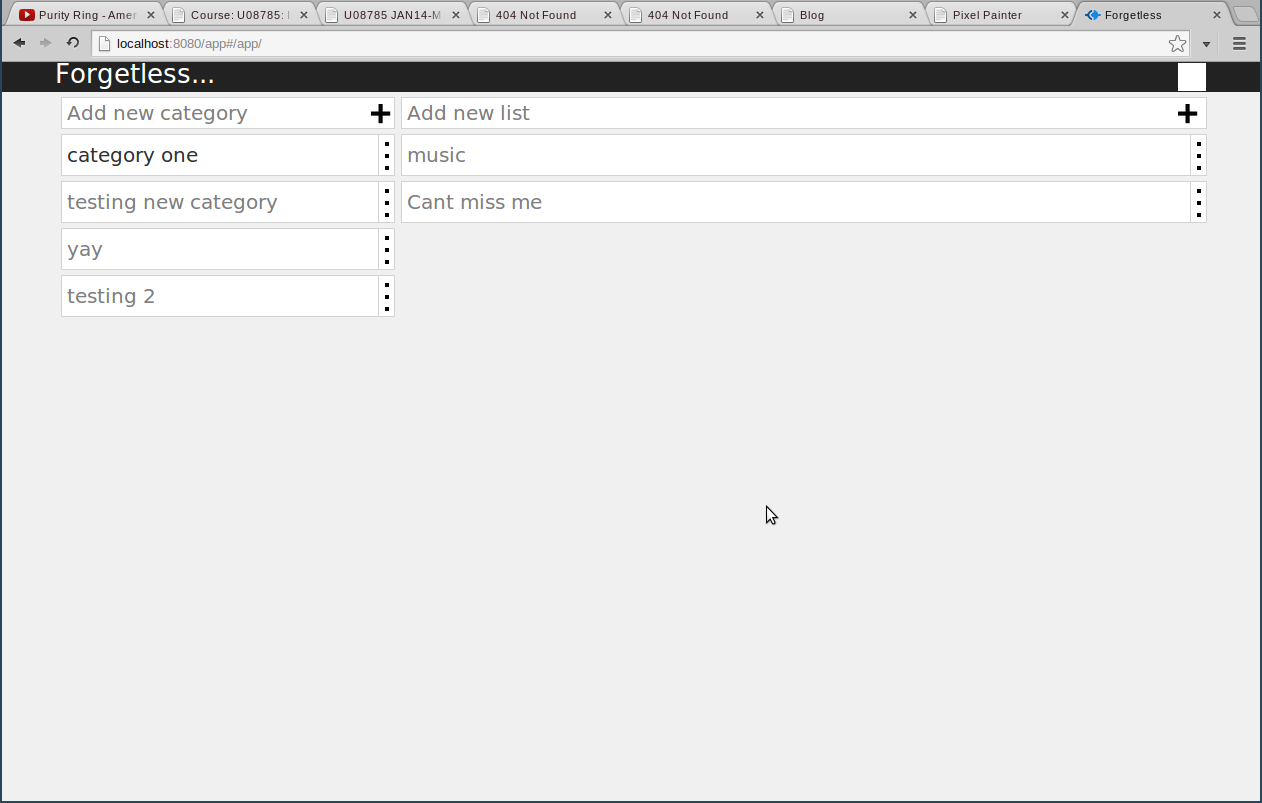 Purity Ring - Amer
Course: U08785:
U08785 JAN14-M
404 Not Found
404 Not Found
Blog
Pixel Painter
Forgetless
localhost:8080/app#/app/
Forgetless...
Add new category
Add new list
category one
music
testing new category
Cant miss me
yay
testing 2